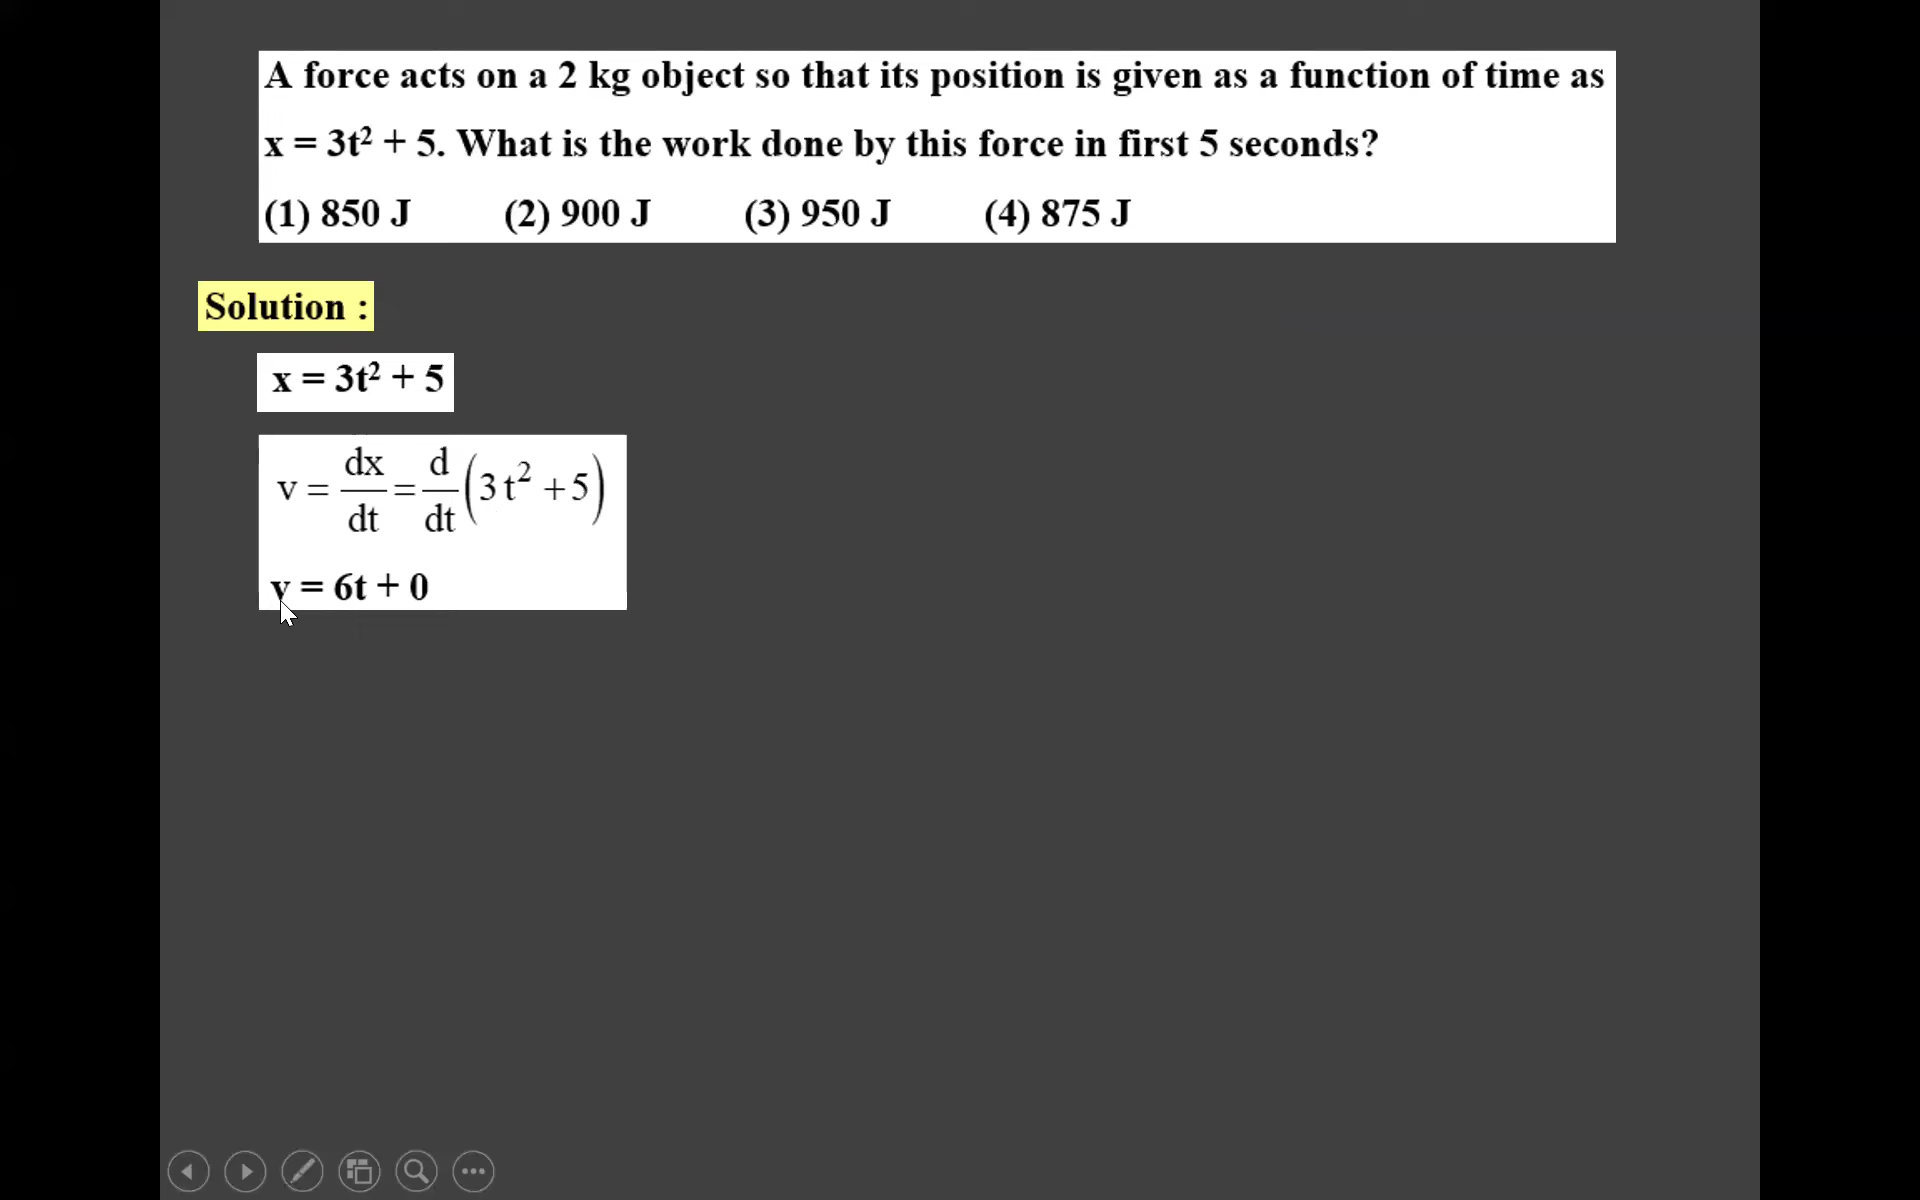 A force acts on a 2 kg object so that its position is given as a function of time as
x = 3t² + 5. What is the work done by this force in first 5 seconds?
(1) 850 J (2) 900 J (3) 950 J (4) 875 J
Solution :
x = 3t² + 5
v = dx/dt = d/dt (3t² + 5)
v = 6t + 0